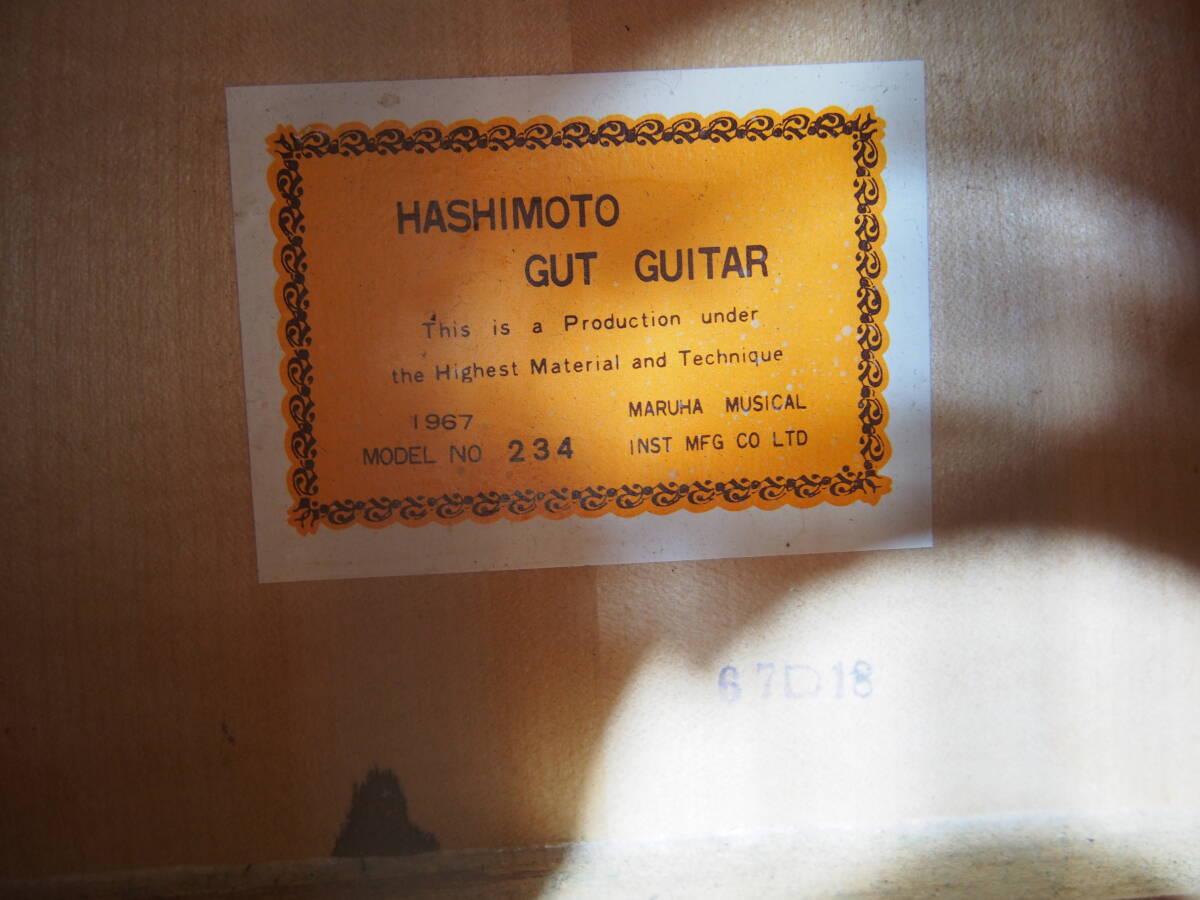 HASHIMOTO
GUT GUITAR
This is a Production under
the Highest Material and Technique
1967
MODEL NO 234
MARUHA MUSICAL
INST MFG CO LTD
67D18